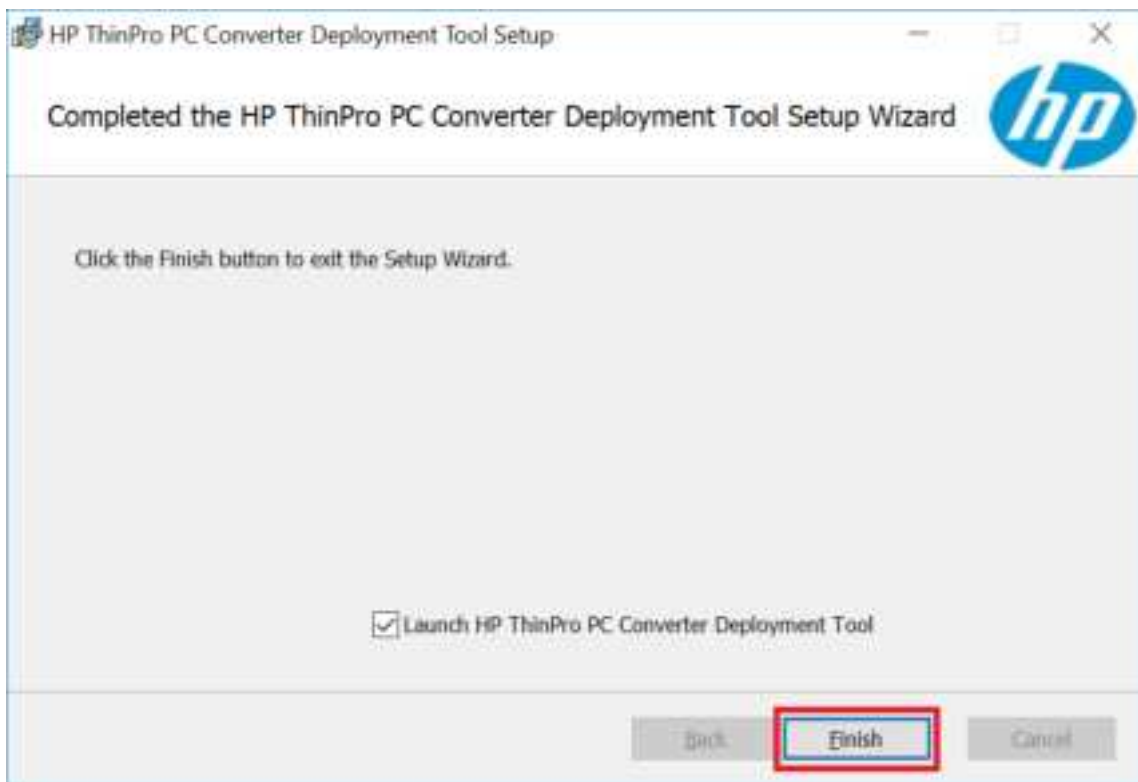 HP ThinPro PC Converter Deployment Tool Setup
Completed the HP ThinPro PC Converter Deployment Tool Setup Wizard
hp
Click the Finish button to exit the Setup Wizard.
Launch HP ThinPro PC Converter Deployment Tool
Back Finish Cancel